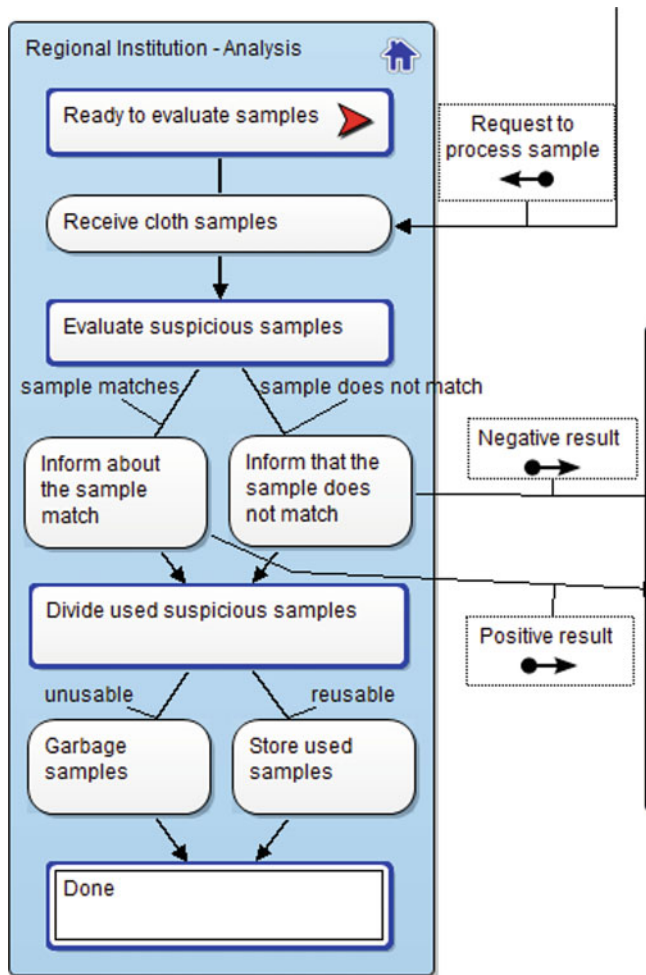 Regional Institution - Analysis
Ready to evaluate samples
Request to
process sample
Receive cloth samples
Evaluate suspicious samples
sample matches
sample does not match
Inform about
the sample
match
Inform that the
sample does
not match
Negative result
Divide used suspicious samples
Positive result
unusable
reusable
Garbage
samples
Store used
samples
Done